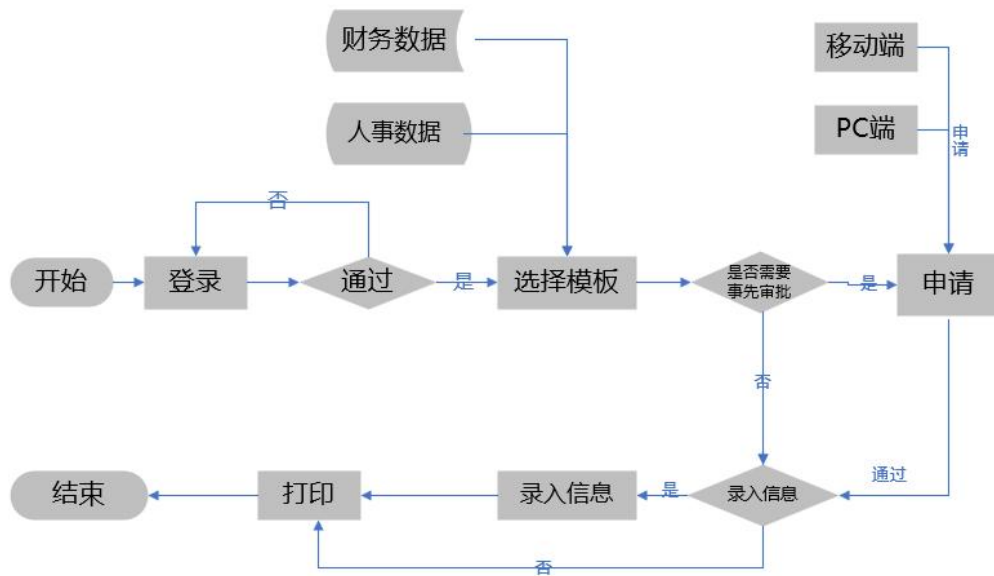 财务数据
移动端
人事数据
PC端
申请
否
开始
登录
通过
是
选择模板
是否需要
事先审批
是
申请
否
结束
打印
录入信息
是
录入信息
通过
否